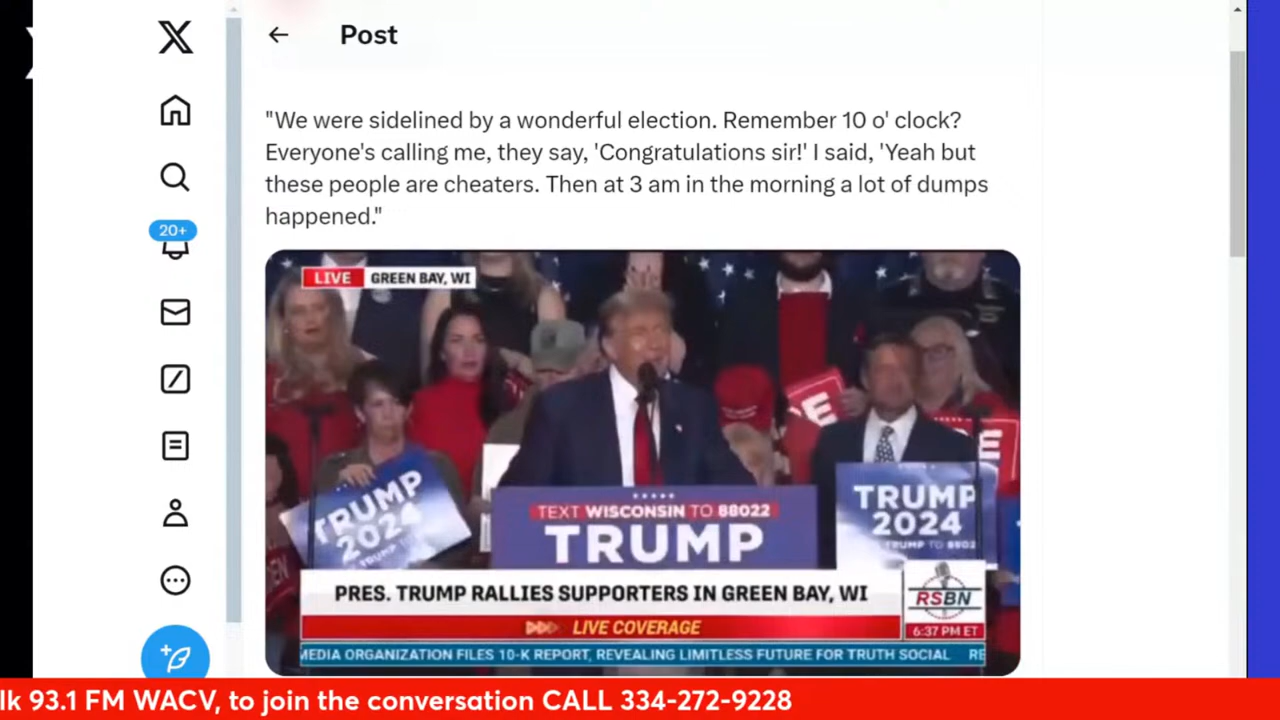 Post
"We were sidelined by a wonderful election. Remember 10 o' clock?
Everyone's calling me, they say, 'Congratulations sir!' I said, 'Yeah but
these people are cheaters. Then at 3 am in the morning a lot of dumps
happened."
20+
LIVE GREEN BAY, WI
E
E
TRUMP
2024
TEXT WISCONSIN TO 88022
TRUMP
TRUMP
2024
TRUMP TO 8802
PRES. TRUMP RALLIES SUPPORTERS IN GREEN BAY, WI
RSBN
LIVE COVERAGE
6:37 PM ET
MEDIA ORGANIZATION FILES 10-K REPORT, REVEALING LIMITLESS FUTURE FOR TRUTH SOCIAL RE
lk 93.1 FM WACV, to join the conversation CALL 334-272-9228